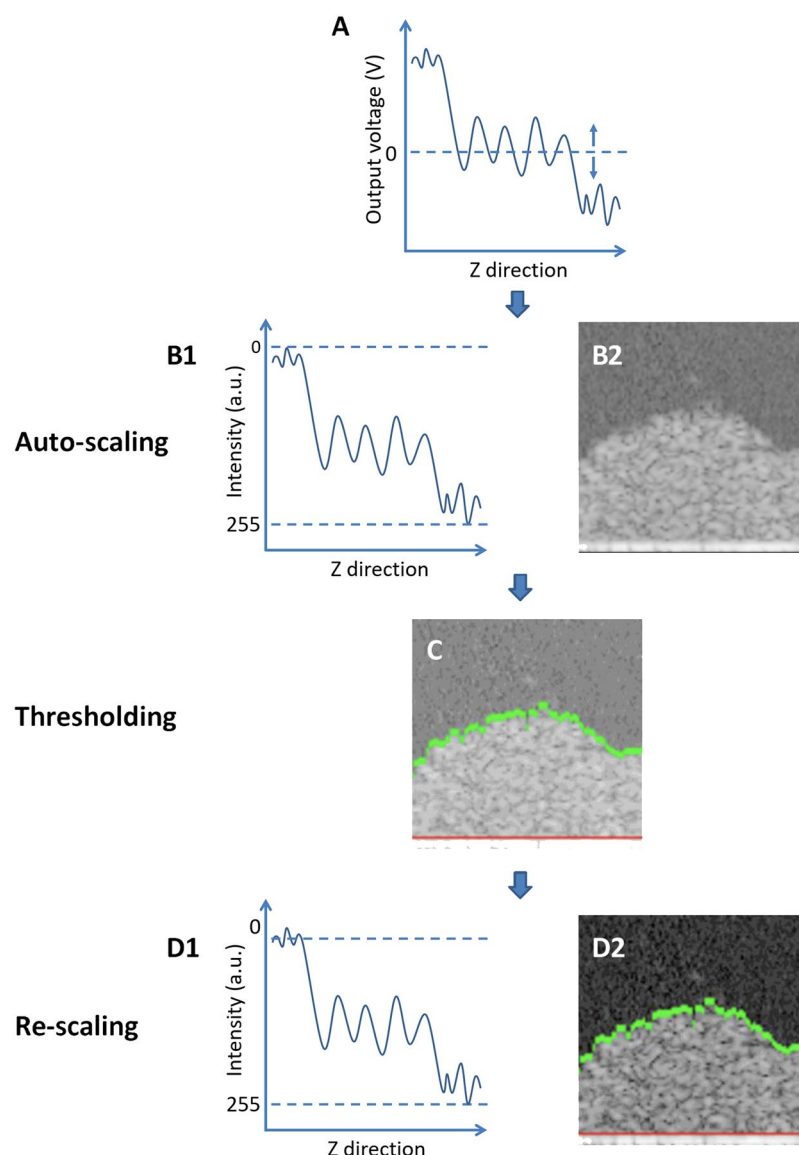 A
Output voltage (V)
0
Z direction
B1
0
Intensity (a.u.)
255
Z direction
B2
Auto-scaling
C
Thresholding
D1
0
Intensity (a.u.)
255
Z direction
D2
Re-scaling